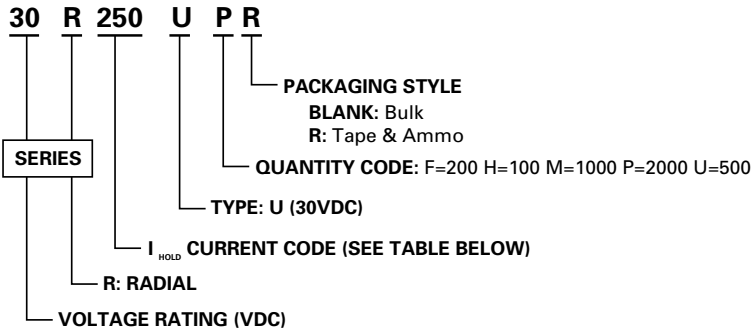 30 R 250 U P R
PACKAGING STYLE
BLANK: Bulk
R: Tape & Ammo
SERIES
QUANTITY CODE: F=200 H=100 M=1000 P=2000 U=500
TYPE: U (30VDC)
I HOLD CURRENT CODE (SEE TABLE BELOW)
R: RADIAL
VOLTAGE RATING (VDC)